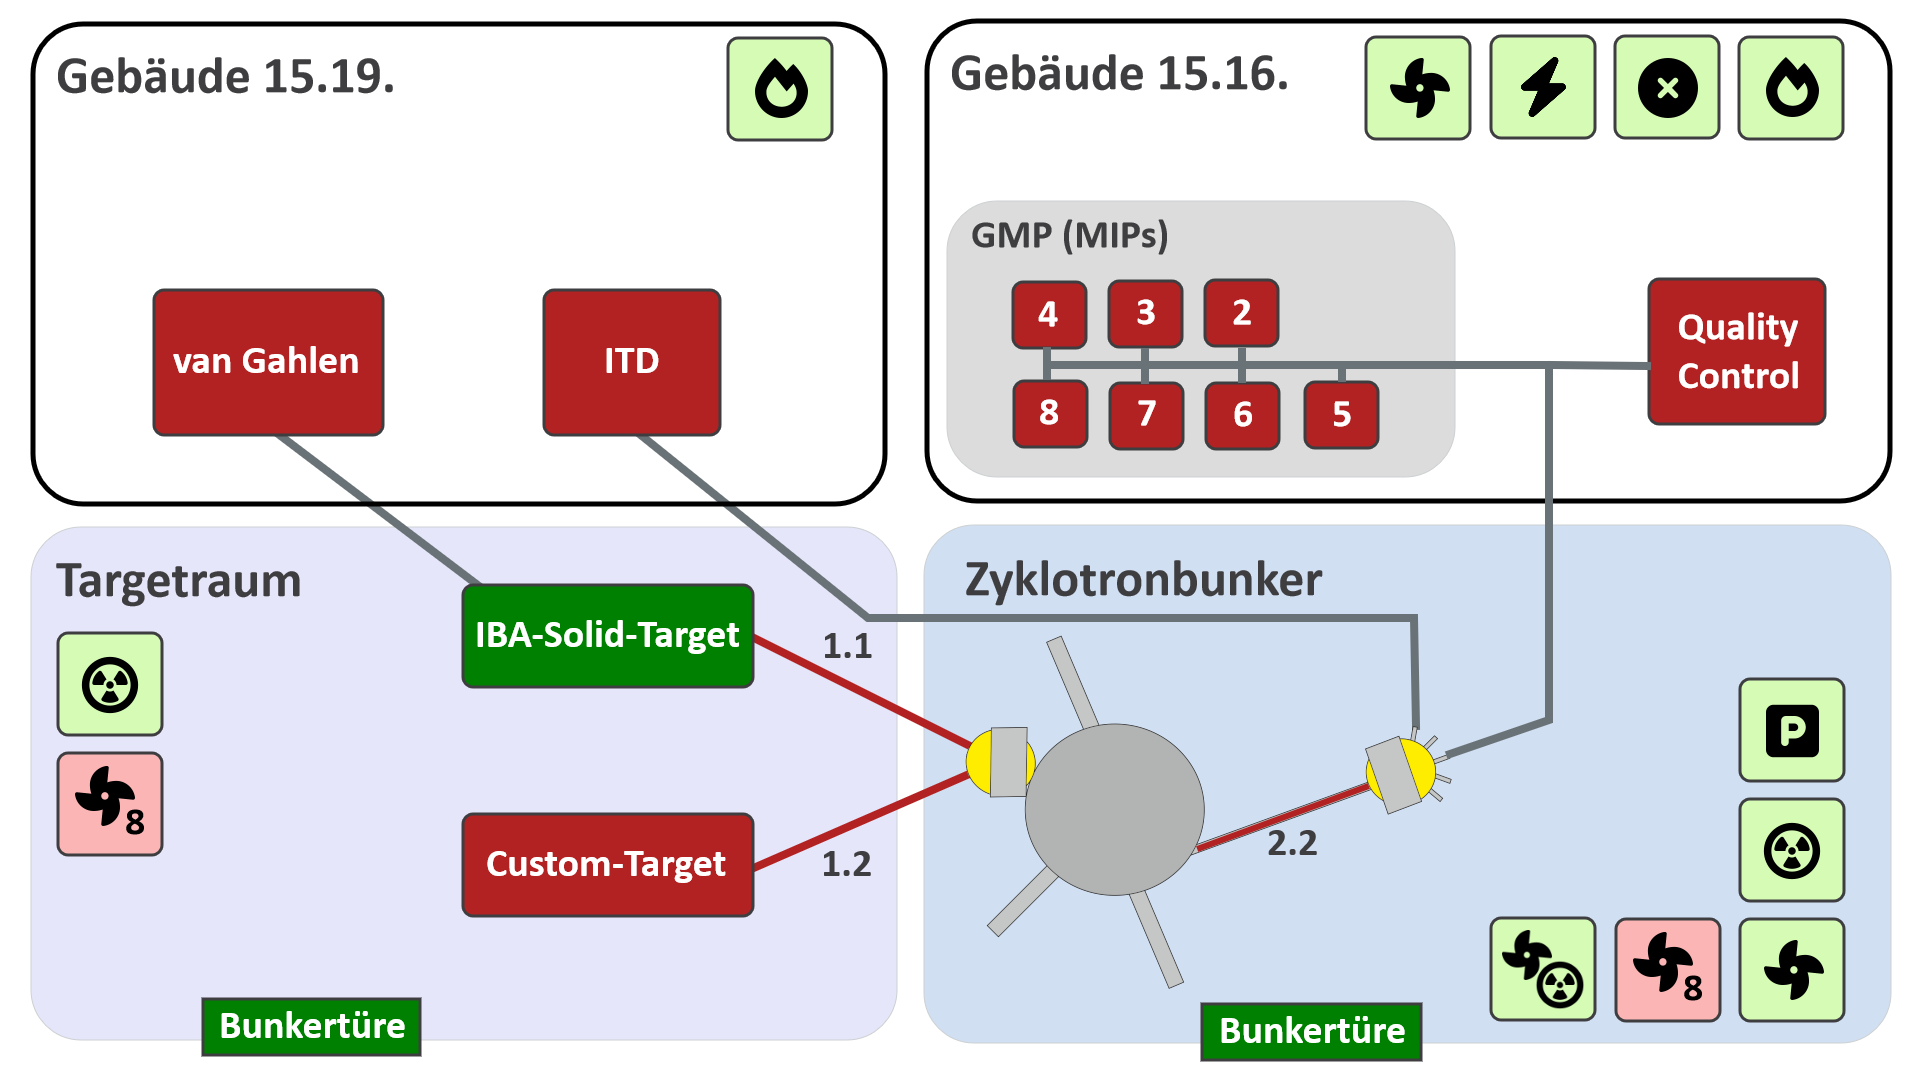 Gebäude 15.19.
van Gahlen
ITD
Gebäude 15.16.
GMP (MIPs)
4 3 2
8 7 6 5
Quality
Control
Targetraum
8
IBA-Solid-Target
1.1
Custom-Target
1.2
Bunkertüre
Zyklotronbunker
2.2
P
8
Bunkertüre